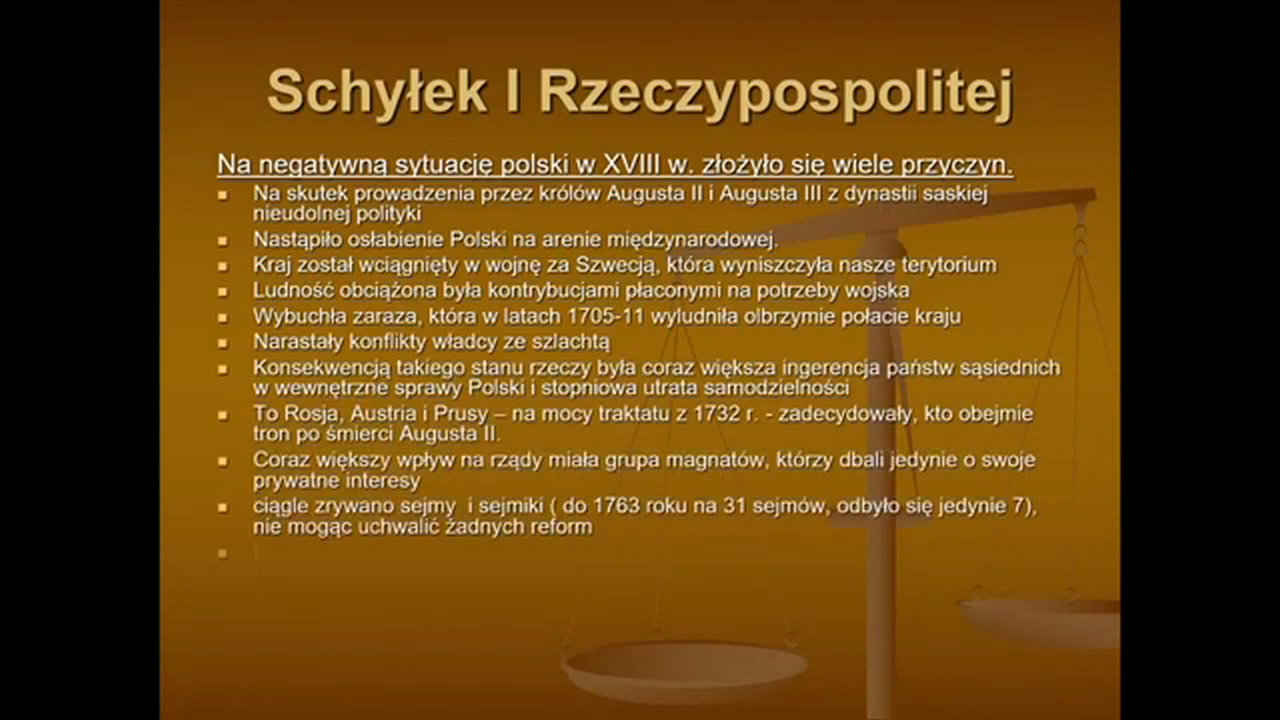 Schyłek I Rzeczypospolitej
Na negatywną sytuację polski w XVIII w. złożyło się wiele przyczyn.
Na skutek prowadzenia przez królów Augusta II i Augusta III z dynastii saskiej
nieudolnej polityki
Nastąpiło osłabienie Polski na arenie międzynarodowej.
Kraj został wciągnięty w wojnę za Szwecją, która wyniszczyła nasze terytorium
Ludność obciążona była kontrybucjami płaconymi na potrzeby wojska
Wybuchła zaraza, która w latach 1705-11 wyludniła olbrzymie połacie kraju
Narastały konflikty władcy ze szlachtą
Konsekwencją takiego stanu rzeczy była coraz większa ingerencja państw sąsiednich
w wewnętrzne sprawy Polski i stopniowa utrata samodzielności
To Rosja, Austria i Prusy – na mocy traktatu z 1732 r. - zadecydowały, kto obejmie
tron po śmierci Augusta II.
Coraz większy wpływ na rządy miała grupa magnatów, którzy dbali jedynie o swoje
prywatne interesy
ciągle zrywano sejmy i sejmiki ( do 1763 roku na 31 sejmów, odbyło się jedynie 7),
nie mogąc uchwalić żadnych reform